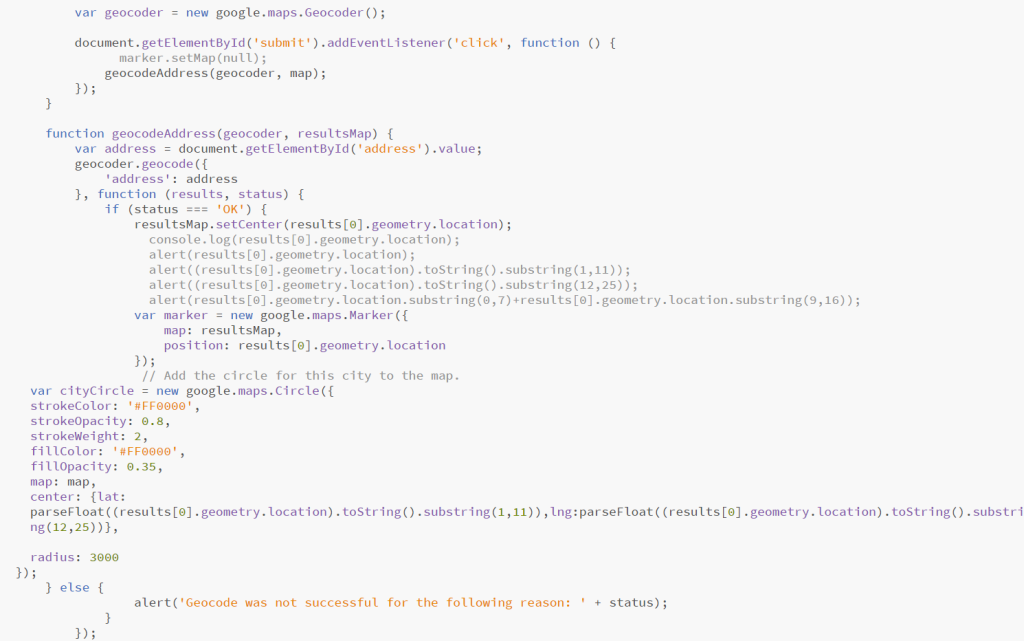 var geocoder = new google.maps.Geocoder();
document.getElementById('submit').addEventListener('click', function () {
marker.setMap(null);
geocodeAddress(geocoder, map);
});
}
function geocodeAddress(geocoder, resultsMap) {
var address = document.getElementById('address').value;
geocoder.geocode({
'address': address
}, function (results, status) {
if (status === 'OK') {
resultsMap.setCenter(results[0].geometry.location);
console.log(results[0].geometry.location);
alert(results[0].geometry.location);
alert((results[0].geometry.location).toString().substring(1,11));
alert((results[0].geometry.location).toString().substring(12,25));
alert(results[0].geometry.location.substring(0,7)+results[0].geometry.location.substring(9,16));
var marker = new google.maps.Marker({
map: resultsMap,
position: results[0].geometry.location
});
// Add the circle for this city to the map.
var cityCircle = new google.maps.Circle({
strokeColor: '#FF0000',
strokeOpacity: 0.8,
strokeWeight: 2,
fillColor: '#FF0000',
fillOpacity: 0.35,
map: map,
center: {lat:
parseFloat((results[0].geometry.location).toString().substring(1,11)),lng:parseFloat((results[0].geometry.location).toString().substri
ng(12,25))},
radius: 3000
});
} else {
alert('Geocode was not successful for the following reason: ' + status);
}
});